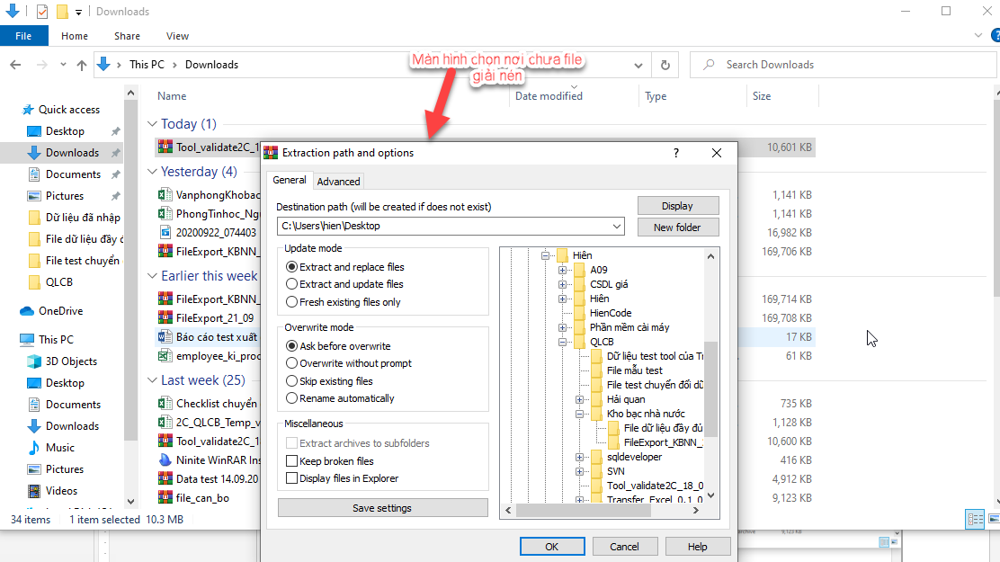 Downloads
File Home Share View
This PC Downloads
Search Downloads
Màn hình chọn nơi chưa file
giải nén
Name Date modified Type Size
Quick access
Desktop
Downloads
Documents
Pictures
Dữ liệu đã nhập
File dữ liệu đầy đ
File test chuyển
QLCB
OneDrive
This PC
3D Objects
Desktop
Documents
Downloads
Music
Pictures
Videos
Today (1)
Tool_validate2C_1 10,601 KB
Yesterday (4)
VanphongKhobac 1,141 KB
PhongTinhoc_Ngu 1,141 KB
20200922_074403 16,982 KB
FileExport_KBNN_ 169,706 KB
Earlier this week
FileExport_KBNN_ 169,714 KB
FileExport_21_09 169,708 KB
Báo cáo test xuất 17 KB
employee_ki_proc 61 KB
Last week (25)
Checklist chuyển 735 KB
2C_QLCB_Temp_v 1,128 KB
Tool_validate2C_1 10,600 KB
Ninite WinRAR Ins 416 KB
Data test 14.09.20 4,912 KB
file_can_bo 9,123 KB
34 items 1 item selected 10.3 MB
Extraction path and options
?
General Advanced
Destination path (will be created if does not exist)
C:\Users\hien\Desktop
Display
New folder
Update mode
Extract and replace files
Extract and update files
Fresh existing files only
Overwrite mode
Ask before overwrite
Overwrite without prompt
Skip existing files
Rename automatically
Miscellaneous
Extract archives to subfolders
Keep broken files
Display files in Explorer
Save settings
Hiên
A09
CSDL giá
Hiên
HienCode
Phần mềm cài máy
QLCB
Dữ liệu test tool của Tr
File mẫu test
File test chuyển đổi dữ
Hải quan
Kho bạc nhà nước
File dữ liệu đầy đủ
FileExport_KBNN_
sqldeveloper
SVN
Tool_validate2C_18_0
Transfer_Excel_0.1_0
OK Cancel Help
9,123 KB